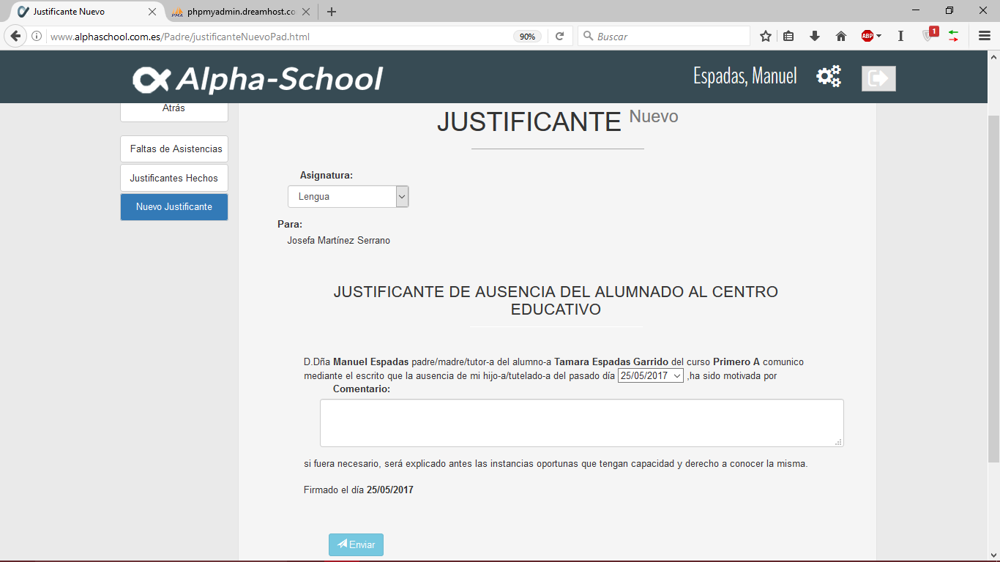 Justificante Nuevo
phpmyadmin.dreamhost.co
www.alphaschool.com.es/Padre/justificanteNuevoPad.html
90%
Buscar
ABP
1
Alpha-School
Espadas, Manuel
Atrás
Faltas de Asistencias
Justificantes Hechos
Nuevo Justificante
JUSTIFICANTE Nuevo
Asignatura:
Lengua
Para:
Josefa Martínez Serrano
JUSTIFICANTE DE AUSENCIA DEL ALUMNADO AL CENTRO
EDUCATIVO
D.Dña Manuel Espadas padre/madre/tutor-a del alumno-a Tamara Espadas Garrido del curso Primero A comunico
mediante el escrito que la ausencia de mi hijo-a/tutelado-a del pasado día 25/05/2017 ,ha sido motivada por
Comentario:
si fuera necesario, será explicado antes las instancias oportunas que tengan capacidad y derecho a conocer la misma.
Firmado el día 25/05/2017
Enviar